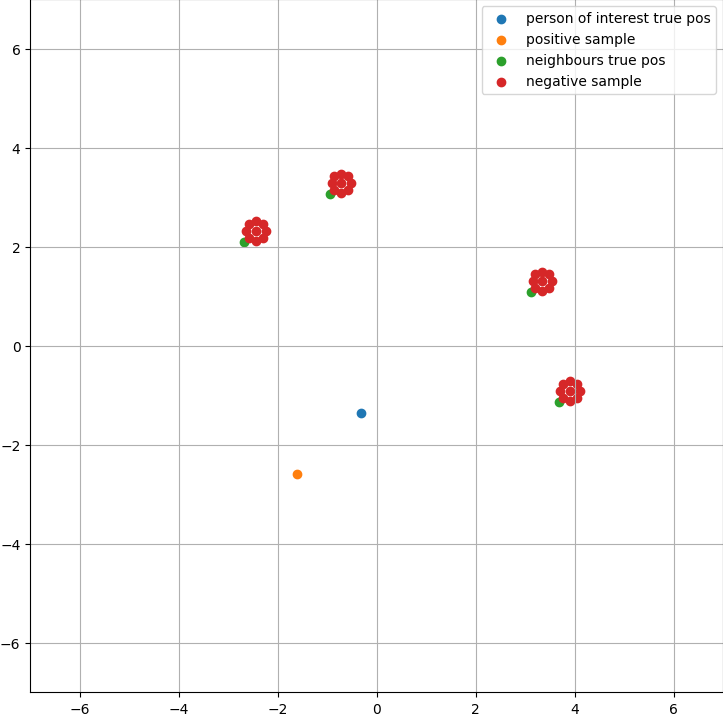 person of interest true pos
positive sample
neighbours true pos
negative sample
6
4
2
0
−2
−4
−6
−6 −4 −2 0 2 4 6